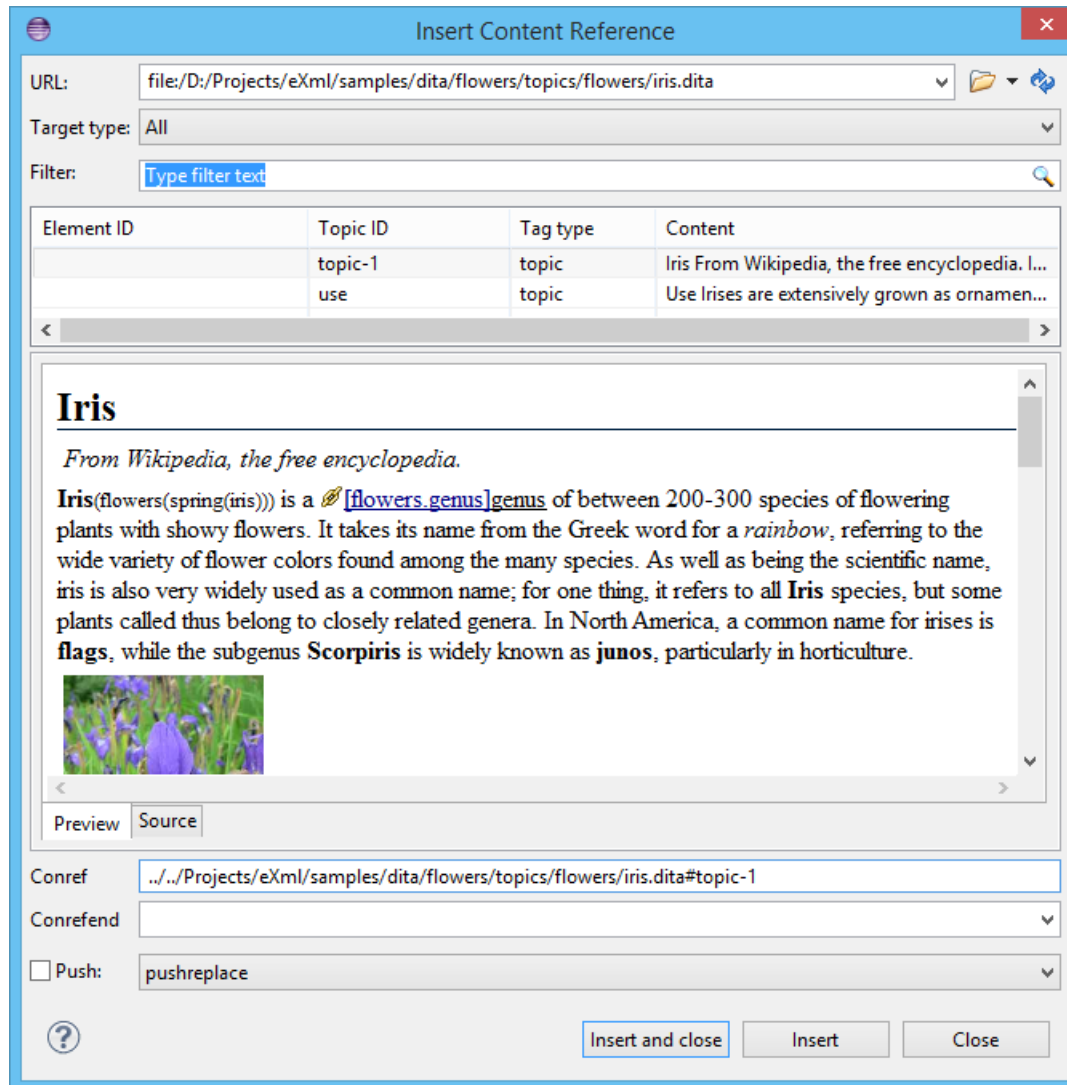 Insert Content Reference
URL: file:/D:/Projects/eXml/samples/dita/flowers/topics/flowers/iris.dita
Target type: All
Filter: Type filter text
Element ID Topic ID Tag type Content
topic-1 topic Iris From Wikipedia, the free encyclopedia. I...
use topic Use Irises are extensively grown as ornamen...
Iris
From Wikipedia, the free encyclopedia.
Iris(flowers(spring(iris))) is a [flowers.genus]genus of between 200-300 species of flowering
plants with showy flowers. It takes its name from the Greek word for a rainbow, referring to the
wide variety of flower colors found among the many species. As well as being the scientific name,
iris is also very widely used as a common name; for one thing, it refers to all Iris species, but some
plants called thus belong to closely related genera. In North America, a common name for irises is
flags, while the subgenus Scorpiris is widely known as junos, particularly in horticulture.
Preview Source
Conref ../../Projects/eXml/samples/dita/flowers/topics/flowers/iris.dita#topic-1
Conrefend
Push: pushreplace
? Insert and close Insert Close